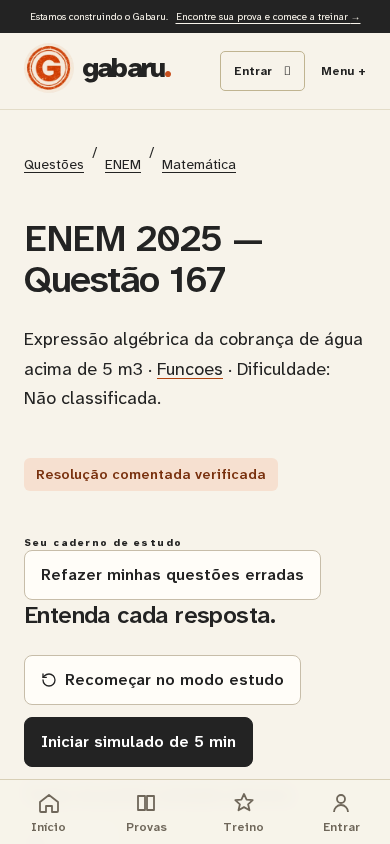 Estamos construindo o Gabaru. Encontre sua prova e comece a treinar →
gabaru.
Entrar
Menu +
Questões / ENEM / Matemática
ENEM 2025 —
Questão 167
Expressão algébrica da cobrança de água
acima de 5 m3 · Funcoes · Dificuldade:
Não classificada.
Resolução comentada verificada
Seu caderno de estudo
Refazer minhas questões erradas
Entenda cada resposta.
Recomeçar no modo estudo
Iniciar simulado de 5 min
Início
Provas
Treino
Entrar